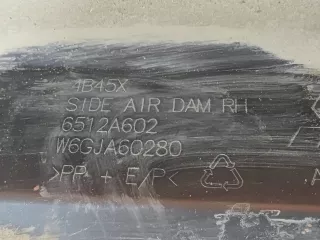 4B45X
SIDE AIR DAM RH
6512A602
W6GJA60280
>PP + E/P<